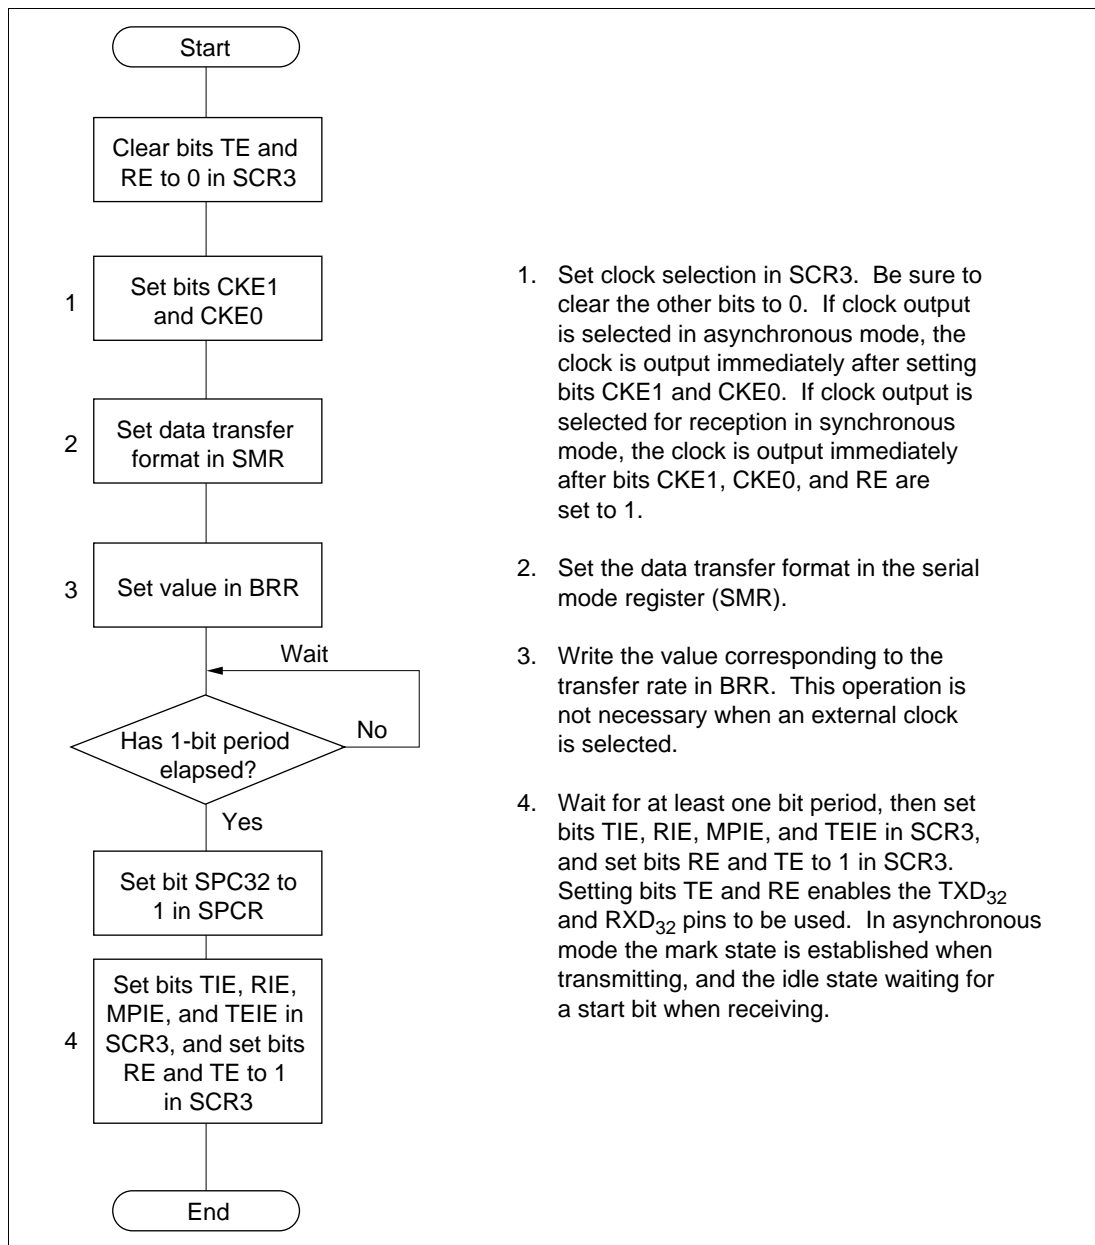 Start
Clear bits TE and
RE to 0 in SCR3
1
Set bits CKE1
and CKE0
2
Set data transfer
format in SMR
3
Set value in BRR
Wait
Has 1-bit period
elapsed?
No
Yes
Set bit SPC32 to
1 in SPCR
4
Set bits TIE, RIE,
MPIE, and TEIE in
SCR3, and set bits
RE and TE to 1
in SCR3
End
1. Set clock selection in SCR3. Be sure to
clear the other bits to 0. If clock output
is selected in asynchronous mode, the
clock is output immediately after setting
bits CKE1 and CKE0. If clock output is
selected for reception in synchronous
mode, the clock is output immediately
after bits CKE1, CKE0, and RE are
set to 1.
2. Set the data transfer format in the serial
mode register (SMR).
3. Write the value corresponding to the
transfer rate in BRR. This operation is
not necessary when an external clock
is selected.
4. Wait for at least one bit period, then set
bits TIE, RIE, MPIE, and TEIE in SCR3,
and set bits RE and TE to 1 in SCR3.
Setting bits TE and RE enables the TXD32
and RXD32 pins to be used. In asynchronous
mode the mark state is established when
transmitting, and the idle state waiting for
a start bit when receiving.